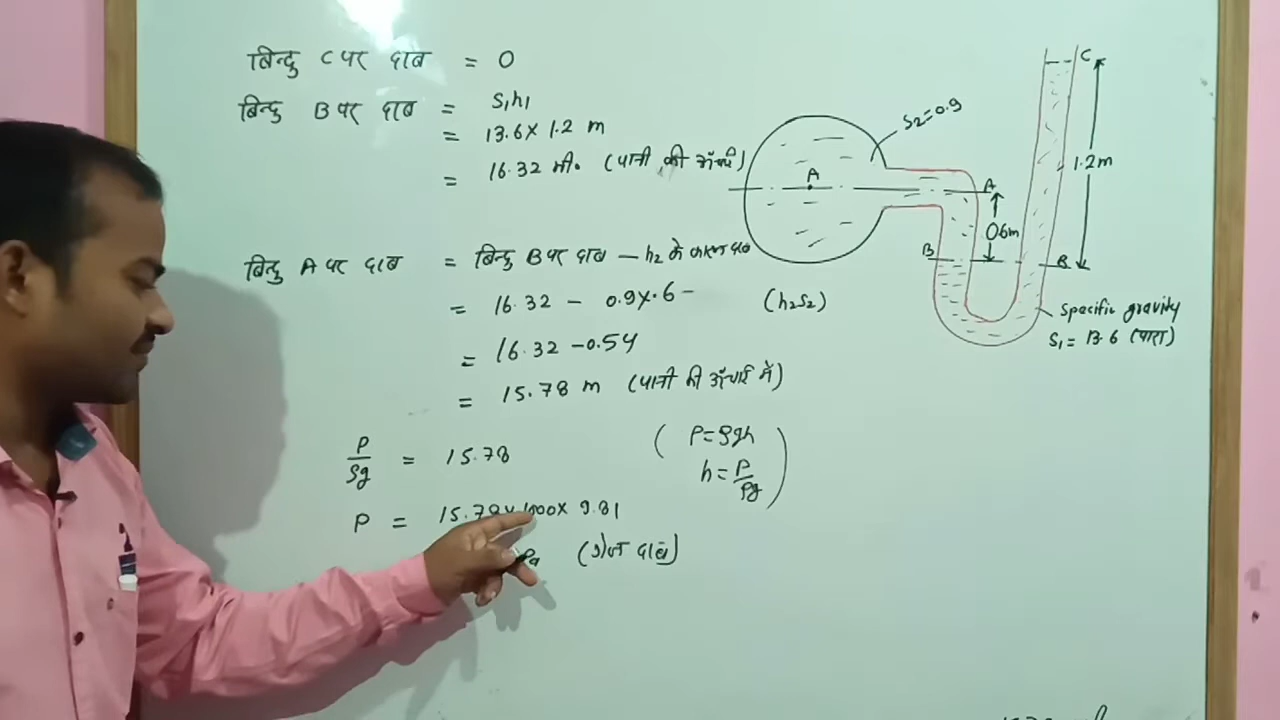 बिन्दु C पर दाब = 0
बिन्दु B पर दाब = S₁h₁
= 13.6 × 1.2 m
= 16.32 मी॰ (पानी की ऊँचाई)
बिन्दु A पर दाब = बिन्दु B पर दाब – h₂ के कारण दाब
= 16.32 – 0.9×.6 – (h₂S₂)
= 16.32 – 0.54
= 15.78 m (पानी की ऊँचाई में)
P/ρg = 15.78
(P=ρgh
h = P/ρg)
P = 15.78 × 1000 × 9.81
Pa (गेज दाब)
S₂=0.9
A
A
0.6m
B
B
C
1.2m
Specific gravity
S₁ = 13.6 (पारा)